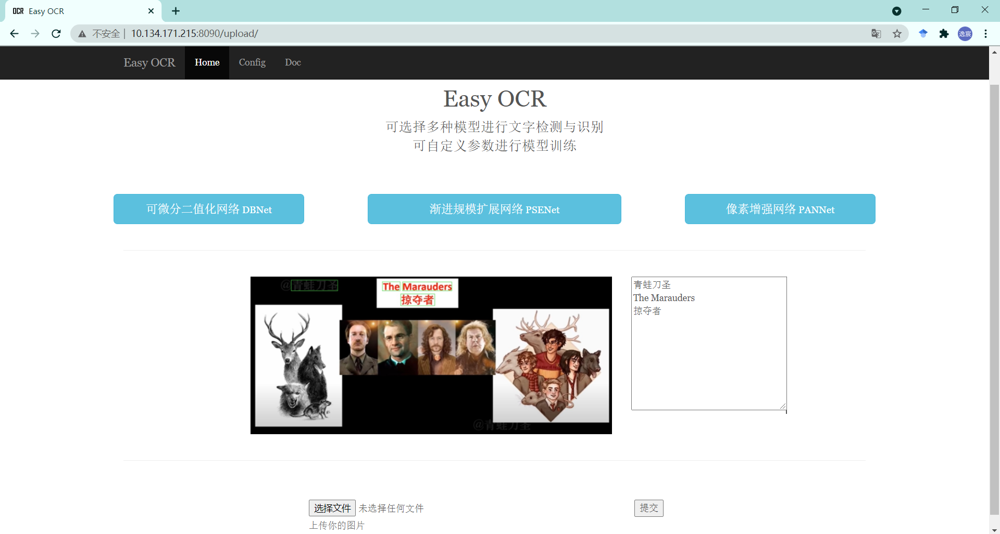 OCR Easy OCR
不安全 | 10.134.171.215:8090/upload/
逸宸
Easy OCR Home Config Doc
Easy OCR
可选择多种模型进行文字检测与识别
可自定义参数进行模型训练
可微分二值化网络 DBNet
渐进规模扩展网络 PSENet
像素增强网络 PANNet
@青蛙刀圣
The Marauders
掠夺者
@青蛙刀圣
青蛙刀圣
The Marauders
掠夺者
选择文件 未选择任何文件
提交
上传你的图片